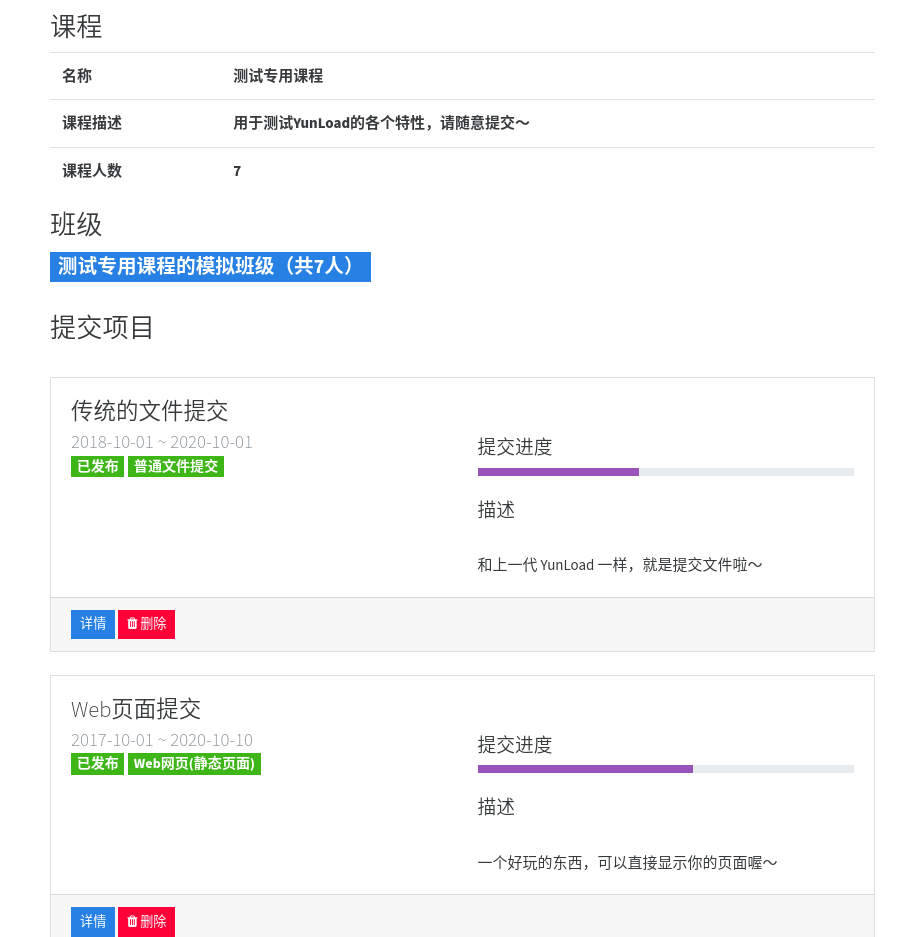 课程
名称 测试专用课程
课程描述 用于测试YunLoad的各个特性，请随意提交～
课程人数 7
班级
测试专用课程的模拟班级（共7人）
提交项目
传统的文件提交
2018-10-01 ~ 2020-10-01
已发布 普通文件提交
提交进度
描述
和上一代 YunLoad 一样，就是提交文件啦～
详情 删除
Web页面提交
2017-10-01 ~ 2020-10-10
已发布 Web网页(静态页面)
提交进度
描述
一个好玩的东西，可以直接显示你的页面喔～
详情 删除